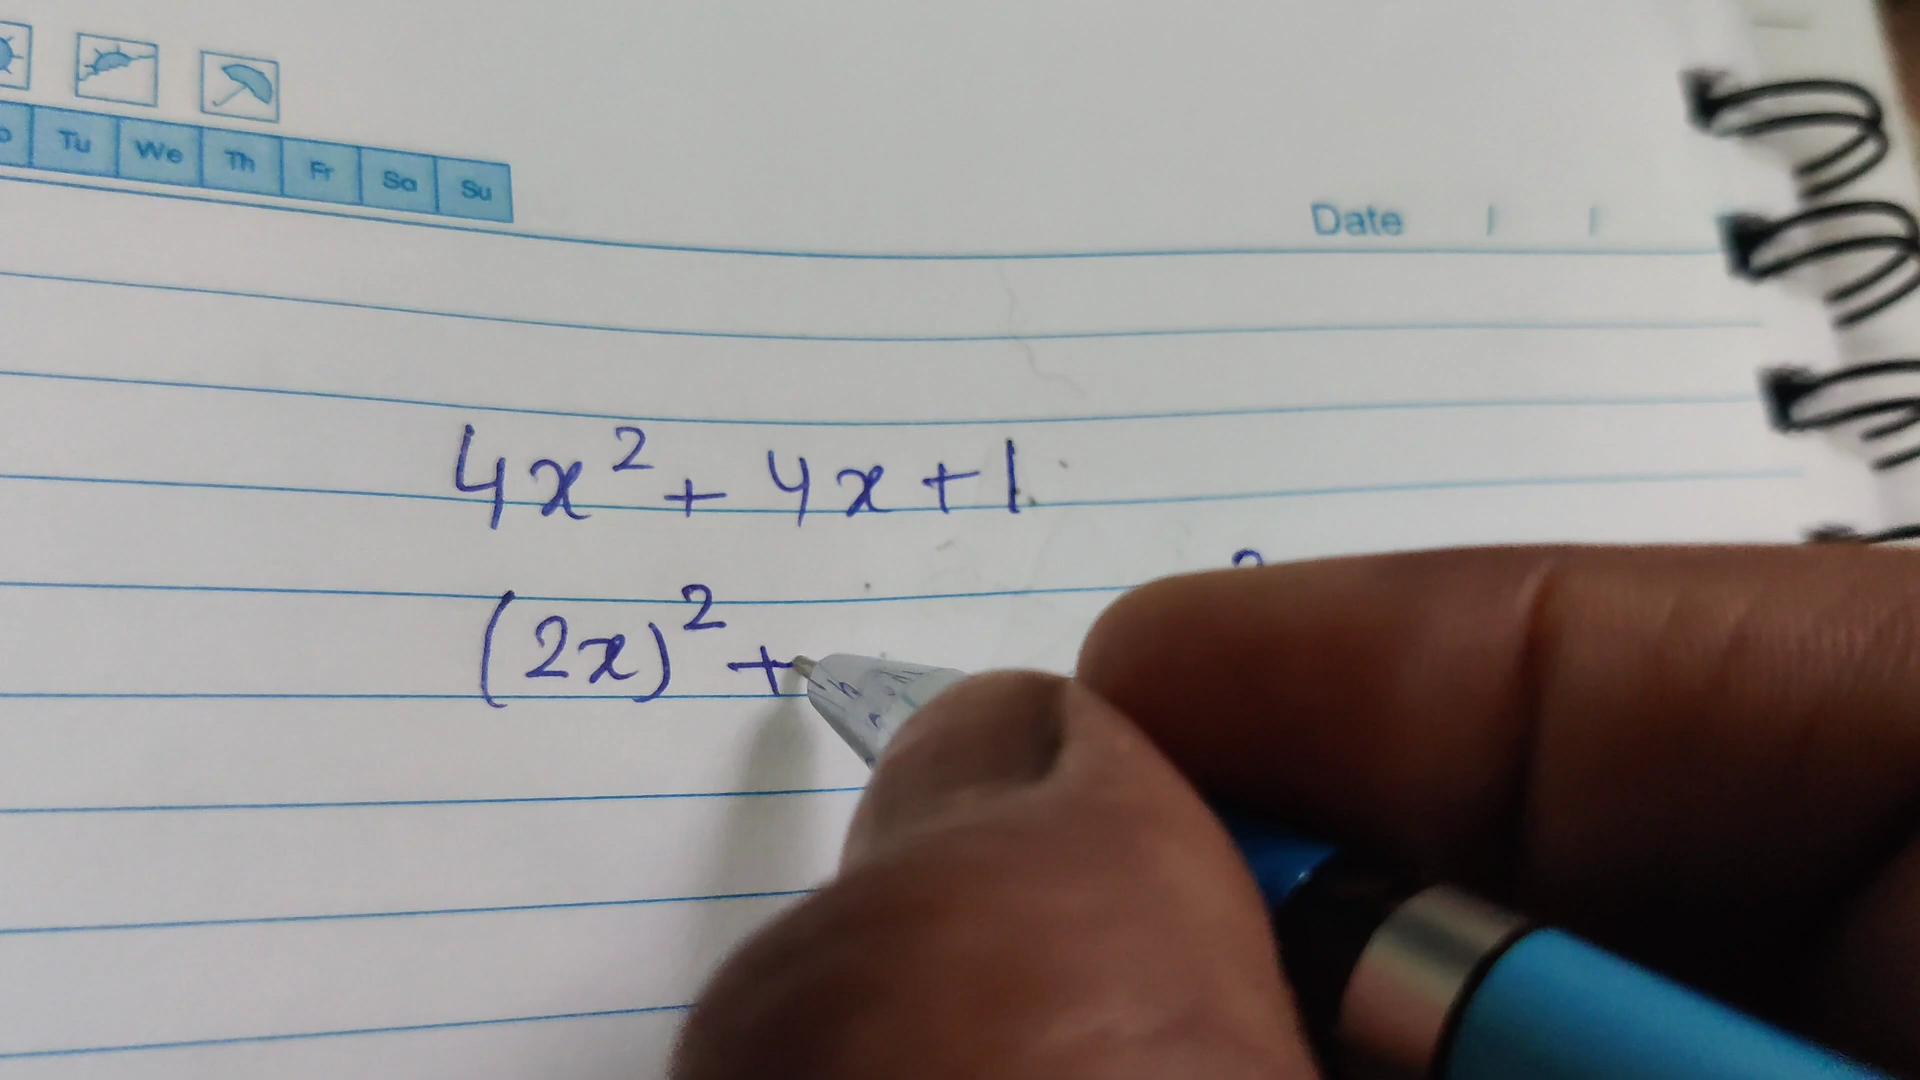 Tu We Th Fr Sa Su
Date / /
4x² + 4x + 1
(2x)² +